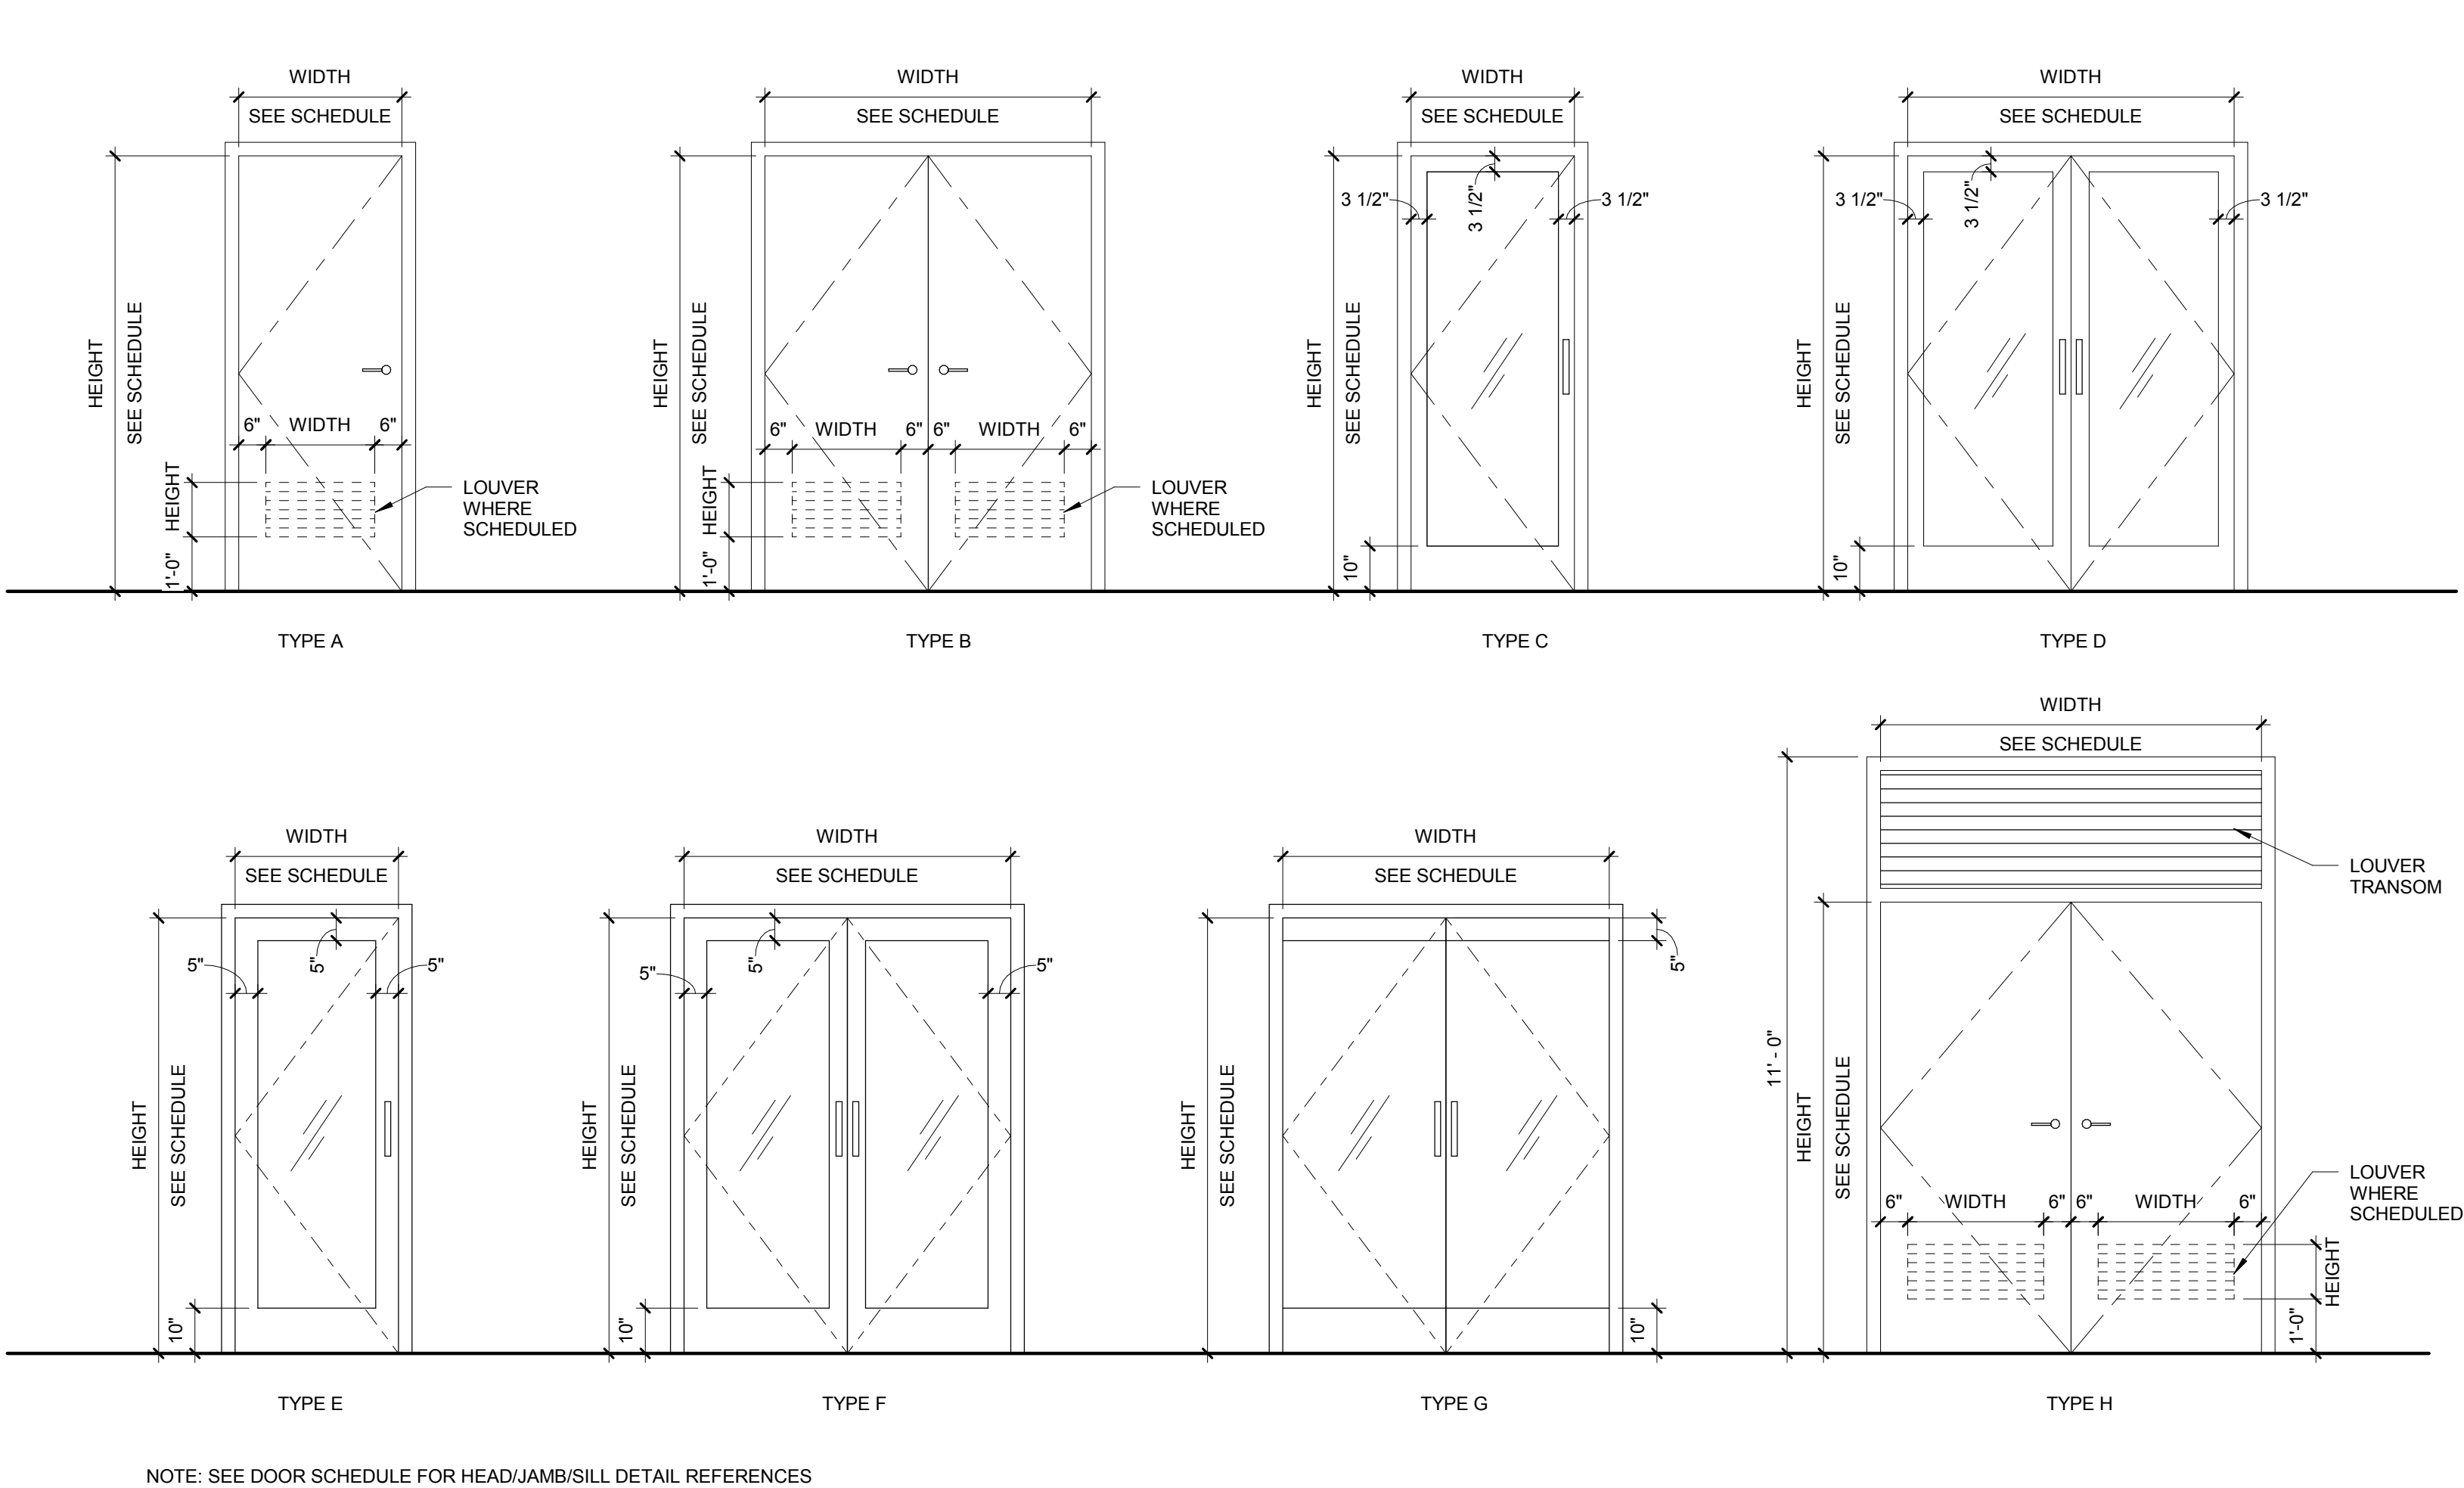 WIDTH
SEE SCHEDULE
HEIGHT
SEE SCHEDULE
6"
WIDTH
6"
HEIGHT
1'-0"
LOUVER
WHERE
SCHEDULED
TYPE A
WIDTH
SEE SCHEDULE
HEIGHT
SEE SCHEDULE
6"
WIDTH
6"
6"
WIDTH
6"
HEIGHT
1'-0"
LOUVER
WHERE
SCHEDULED
TYPE B
WIDTH
SEE SCHEDULE
3 1/2"
3 1/2"
3 1/2"
HEIGHT
SEE SCHEDULE
10"
TYPE C
WIDTH
SEE SCHEDULE
3 1/2"
3 1/2"
3 1/2"
HEIGHT
SEE SCHEDULE
10"
TYPE D
WIDTH
SEE SCHEDULE
5"
5"
5"
HEIGHT
SEE SCHEDULE
10"
TYPE E
WIDTH
SEE SCHEDULE
5"
5"
5"
HEIGHT
SEE SCHEDULE
10"
TYPE F
WIDTH
SEE SCHEDULE
5"
HEIGHT
SEE SCHEDULE
10"
TYPE G
WIDTH
SEE SCHEDULE
LOUVER
TRANSOM
11' - 0"
HEIGHT
SEE SCHEDULE
6"
WIDTH
6"
6"
WIDTH
6"
LOUVER
WHERE
SCHEDULED
HEIGHT
1'-0"
TYPE H
NOTE: SEE DOOR SCHEDULE FOR HEAD/JAMB/SILL DETAIL REFERENCES